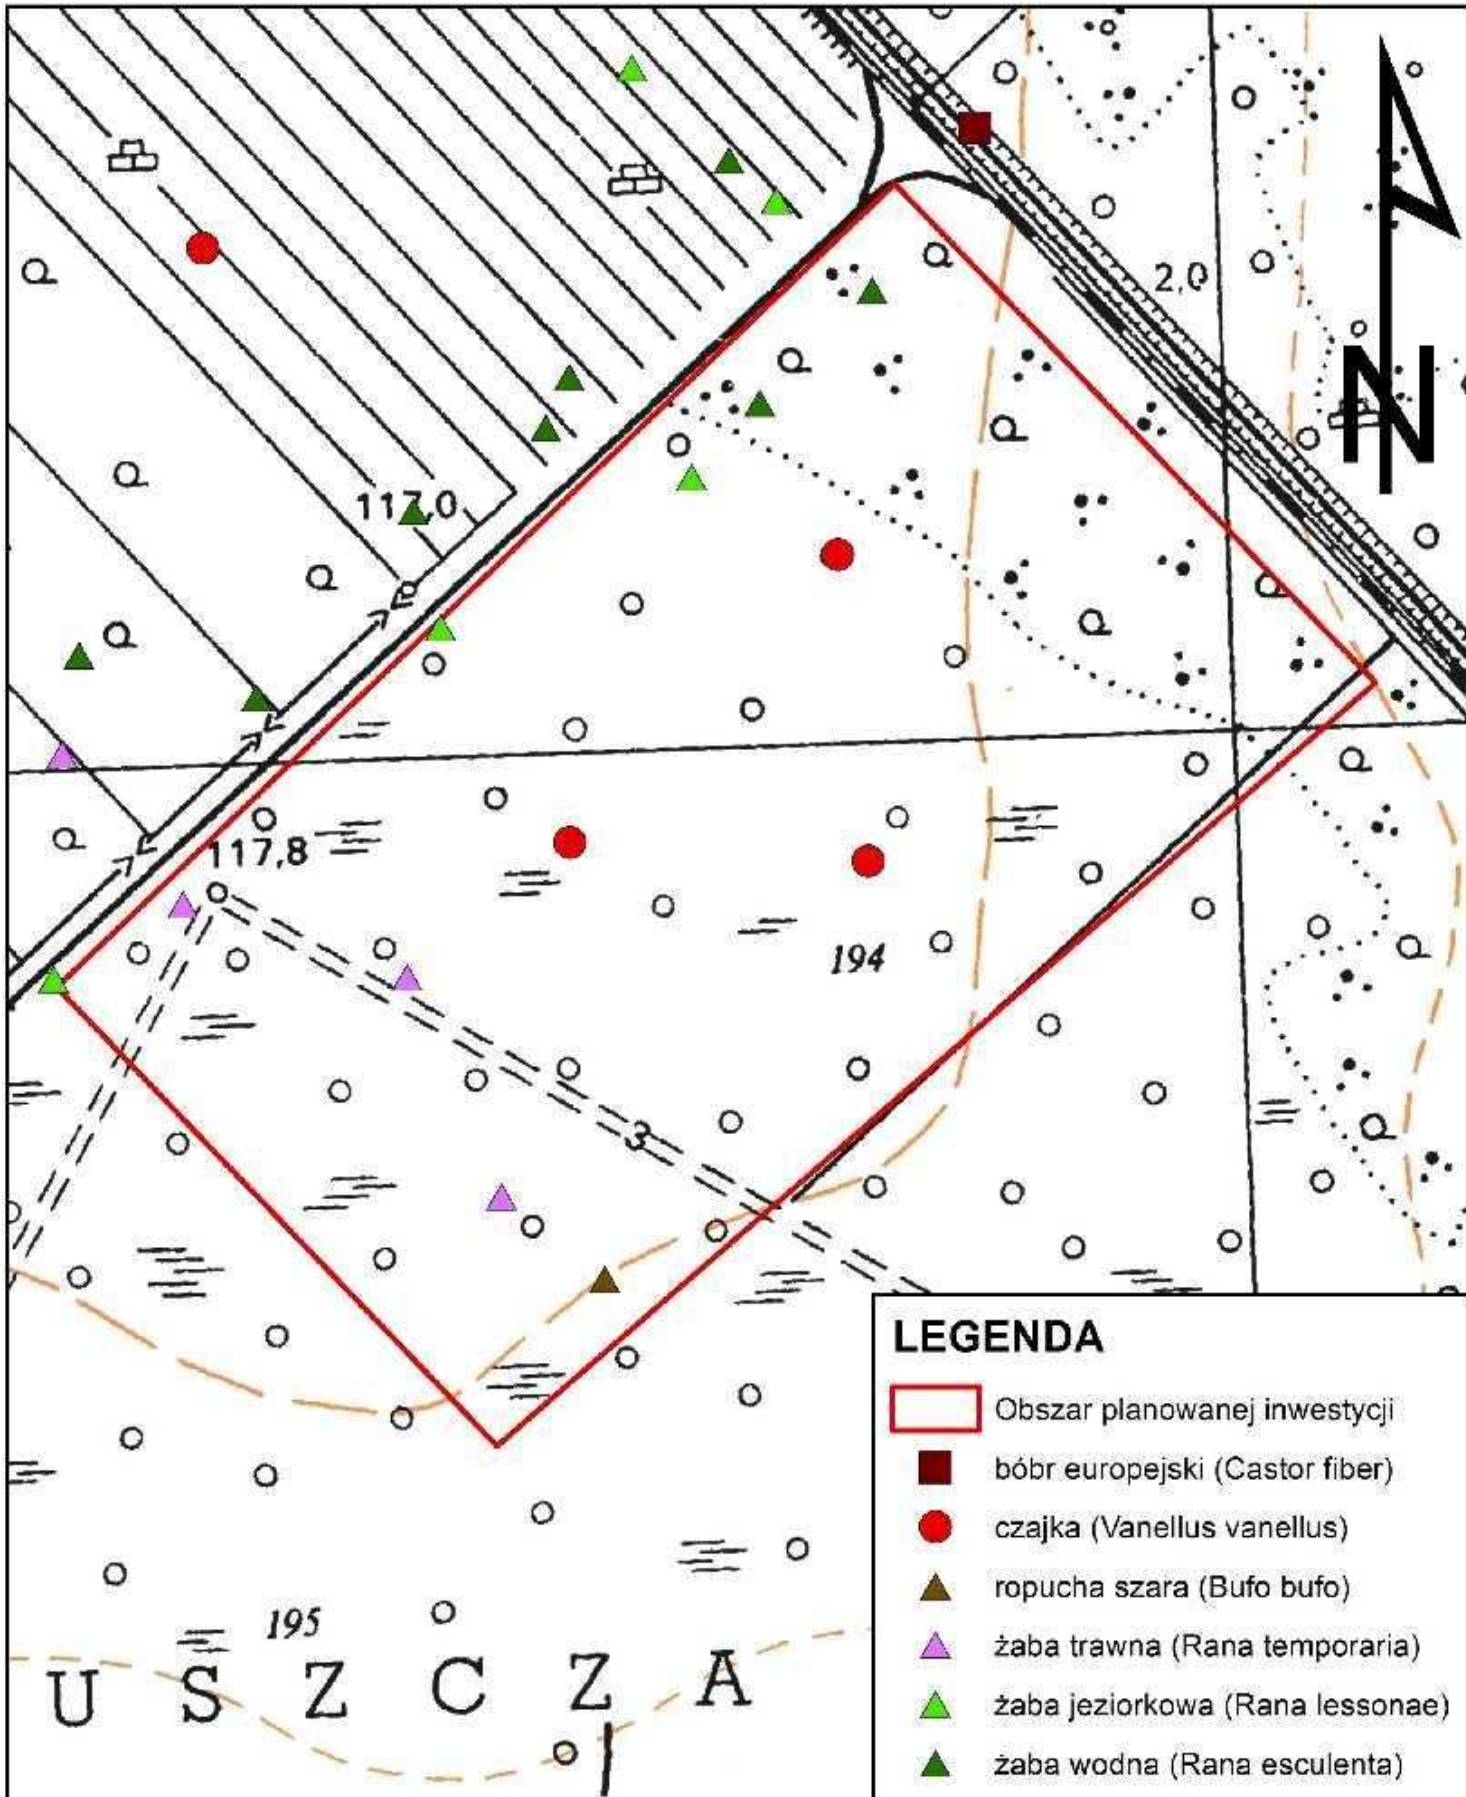 2,0
N
117,0
117,8
194
3
195
U S Z C Z A
LEGENDA
Obszar planowanej inwestycji
bóbr europejski (Castor fiber)
czajka (Vanellus vanellus)
ropucha szara (Bufo bufo)
żaba trawna (Rana temporaria)
żaba jeziorkowa (Rana lessonae)
żaba wodna (Rana esculenta)